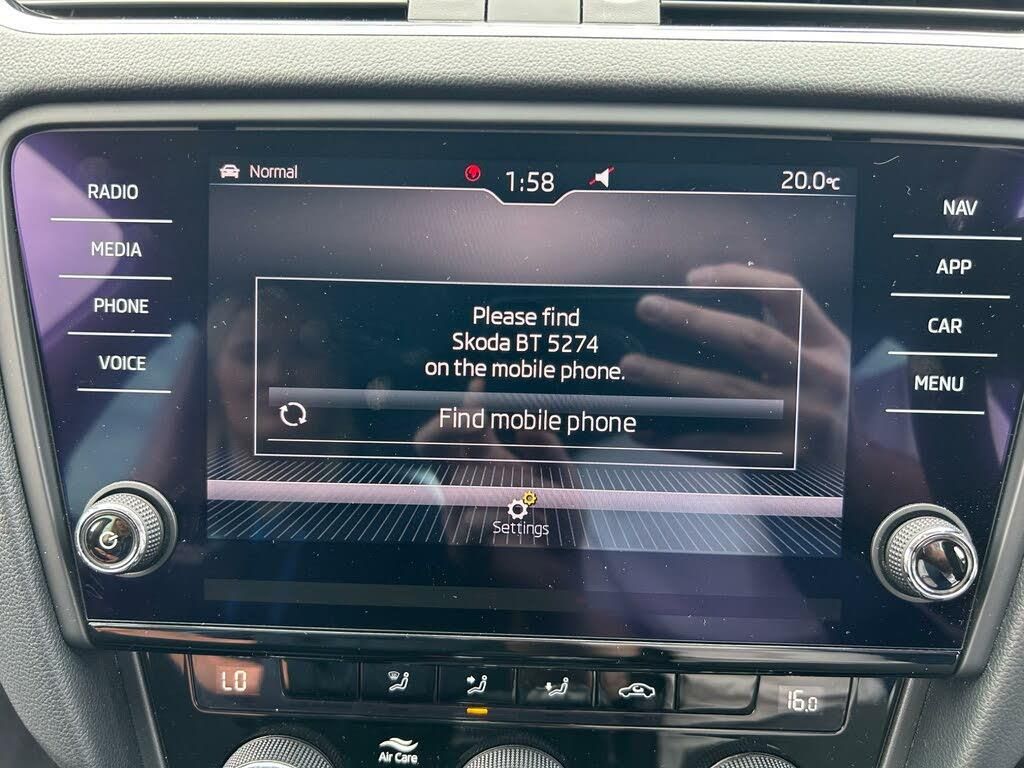 Normal
1:58
20.0°C
RADIO
MEDIA
PHONE
VOICE
NAV
APP
CAR
MENU
Please find
Skoda BT 5274
on the mobile phone.
Find mobile phone
Settings
LO
16.0
Air Care